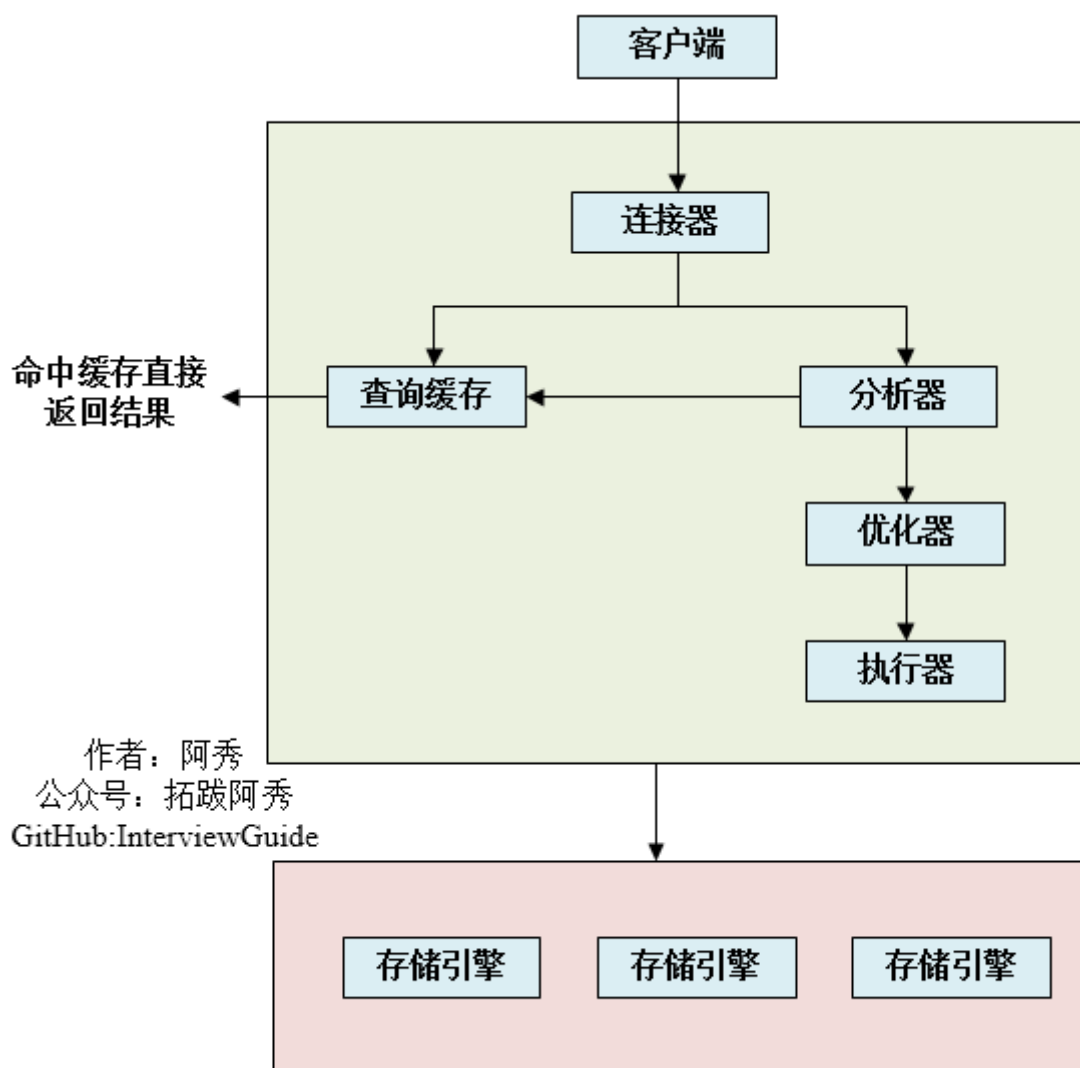 客户端
连接器
命中缓存直接
返回结果
查询缓存
分析器
优化器
执行器
作者：阿秀
公众号：拓跋阿秀
GitHub:InterviewGuide
存储引擎
存储引擎
存储引擎